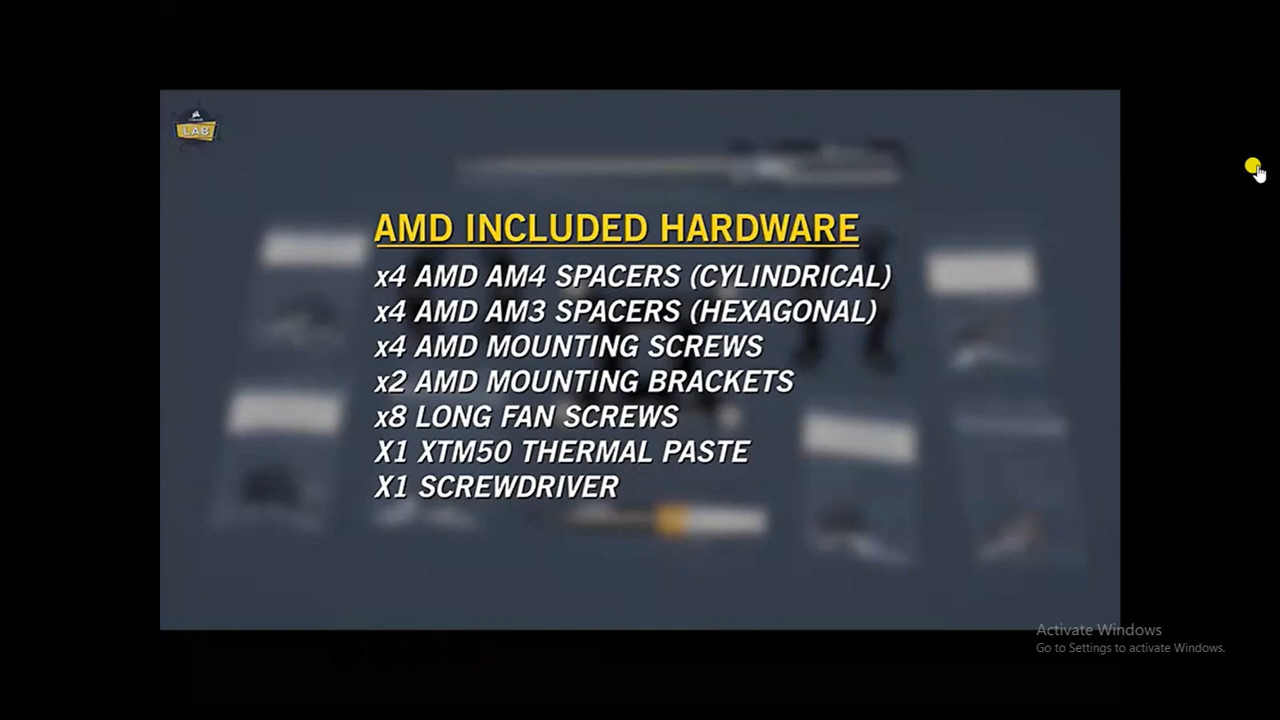 LAB
AMD INCLUDED HARDWARE
x4 AMD AM4 SPACERS (CYLINDRICAL)
x4 AMD AM3 SPACERS (HEXAGONAL)
x4 AMD MOUNTING SCREWS
x2 AMD MOUNTING BRACKETS
x8 LONG FAN SCREWS
X1 XTM50 THERMAL PASTE
X1 SCREWDRIVER
Activate Windows
Go to Settings to activate Windows.